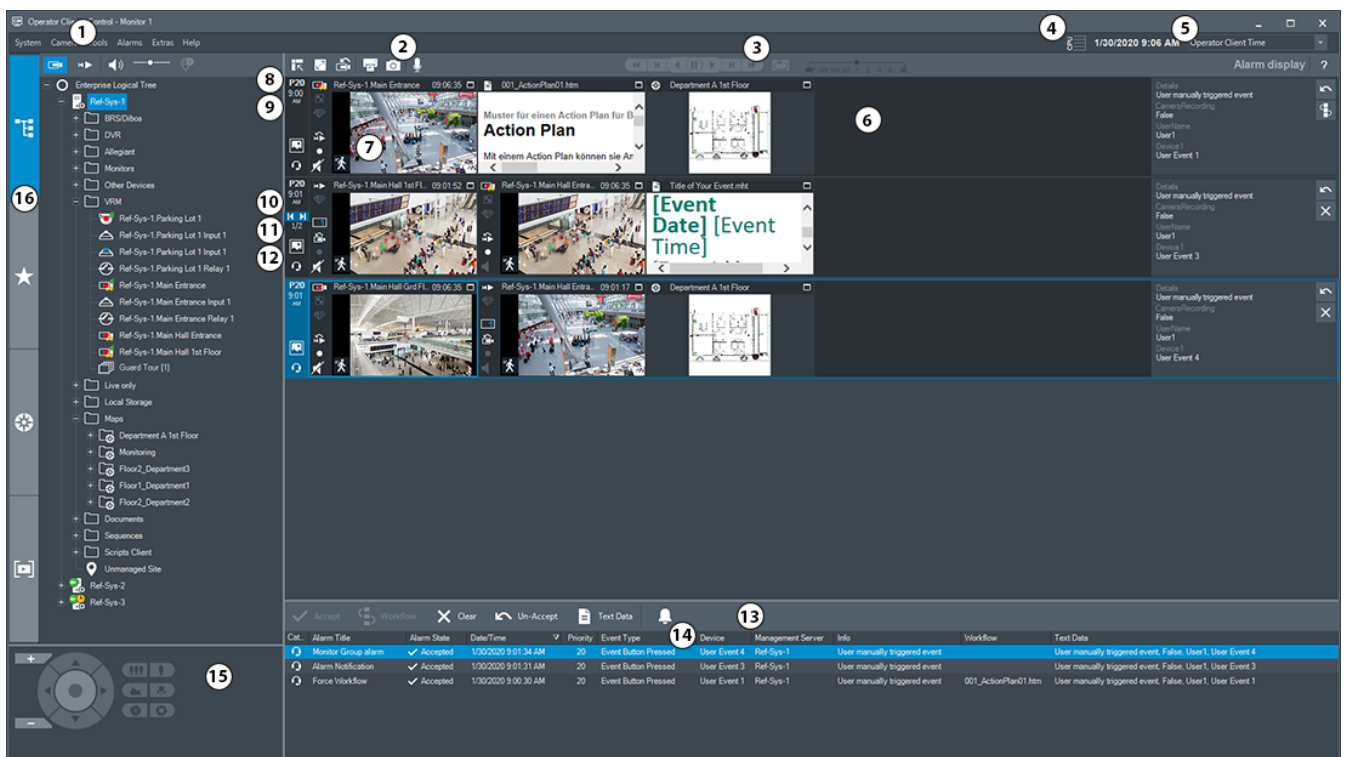 Operator Client - Control - Monitor 1
1
4
5
System Camera Tools Alarms Extras Help
2
3
1/30/2020 9:06 AM Operator Client Time
Alarm display ?
8
9
Enterprise Logical Tree
Ref-Sys-1
BRS/Dibos
DVR
Allegiant
Monitors
Other Devices
VRM
Ref-Sys-1.Parking Lot 1
Ref-Sys-1.Parking Lot 1 Input 1
Ref-Sys-1.Parking Lot 1 Input 1
Ref-Sys-1.Parking Lot 1 Relay 1
Ref-Sys-1.Main Entrance
Ref-Sys-1.Main Entrance Input 1
Ref-Sys-1.Main Entrance Relay 1
Ref-Sys-1.Main Hall Entrance
Ref-Sys-1.Main Hall 1st Floor
Guard Tour [1]
Live only
Local Storage
Maps
Department A 1st Floor
Monitoring
Floor2_Department3
Floor1_Department1
Floor2_Department2
Documents
Sequences
Scripts Client
Unmanaged Site
Ref-Sys-2
Ref-Sys-3
16
10
11
12
P20
9:00
AM
Ref-Sys-1.Main Entrance 09:06:35
7
001_ActionPlan01.htm
Muster für einen Action Plan für B
Action Plan
Mit einem Action Plan können sie Ar
Department A 1st Floor
6
Details
User manually triggered event
CameraRecording
False
UserName
User1
Device1
User Event 1
P20
9:01
AM
1/2
Ref-Sys-1.Main Hall 1st Fl.. 09:01:52
Ref-Sys-1.Main Hall Entra.. 09:06:35
Title of Your Event.mht
[Event
Date] [Event
Time]
Details
User manually triggered event
CameraRecording
False
UserName
User1
Device1
User Event 3
P20
9:01
AM
Ref-Sys-1.Main Hall Grd Fl.. 09:06:35
Ref-Sys-1.Main Hall Entra.. 09:01:17
Department A 1st Floor
Details
User manually triggered event
CameraRecording
False
UserName
User1
Device1
User Event 4
Accept Workflow Clear Un-Accept Text Data
13
14
Cat.. Alarm Title Alarm State Date/Time Priority Event Type Device Management Server Info Workflow Text Data
Monitor Group alarm Accepted 1/30/2020 9:01:34 AM 20 Event Button Pressed User Event 4 Ref-Sys-1 User manually triggered event User manually triggered event, False, User1, User Event 4
Alarm Notification Accepted 1/30/2020 9:01:31 AM 20 Event Button Pressed User Event 3 Ref-Sys-1 User manually triggered event User manually triggered event, False, User1, User Event 3
Force Workflow Accepted 1/30/2020 9:00:30 AM 20 Event Button Pressed User Event 1 Ref-Sys-1 User manually triggered event 001_ActionPlan01.htm User manually triggered event, False, User1, User Event 1
15